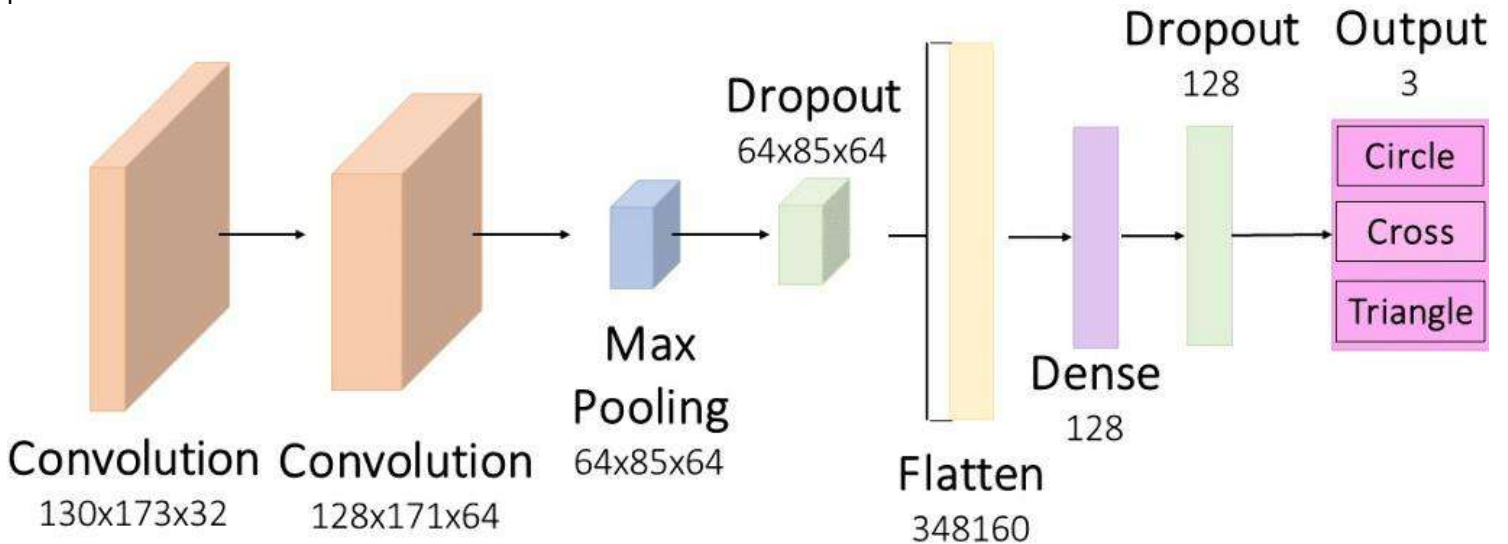 Convolution
130x173x32
Convolution
128x171x64
Max
Pooling
64x85x64
Dropout
64x85x64
Flatten
348160
Dense
128
Dropout
128
Output
3
Circle
Cross
Triangle